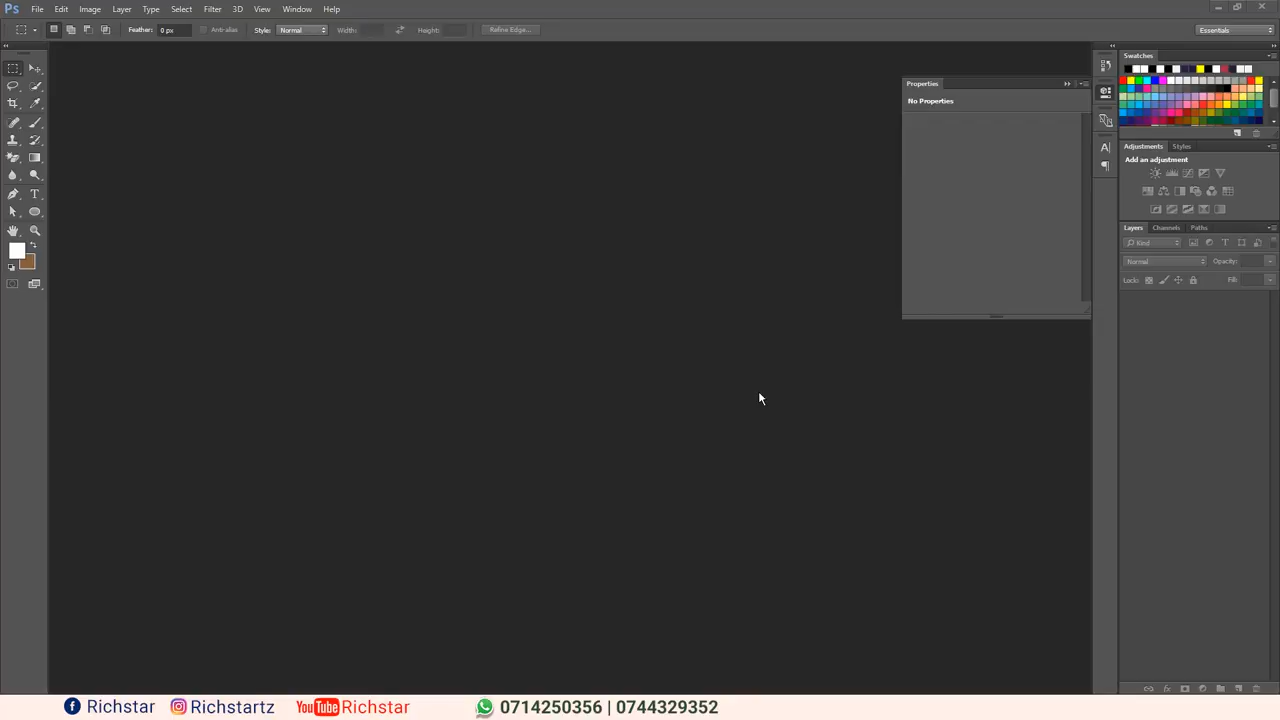 Ps File Edit Image Layer Type Select Filter 3D View Window Help
Feather: 0 px Anti-alias Style: Normal Width: Height: Refine Edge... Essentials
Swatches
Properties
No Properties
Adjustments Styles
Add an adjustment
Layers Channels Paths
Kind
Normal Opacity:
Lock: Fill:
Richstar Richstartz YouTube Richstar 0714250356 | 0744329352